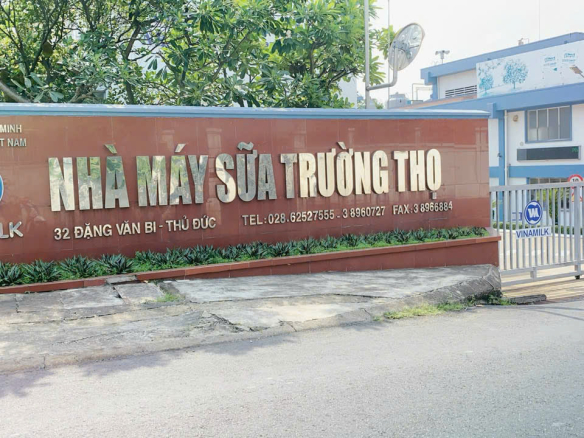 MINH
T NAM
NHÀ MÁY SỮA TRƯỜNG THỌ
LK
32 ĐẶNG VĂN BI - THỦ ĐỨC
TEL: 028.62527555 - 38960727 FAX 38966884
VINAMILK